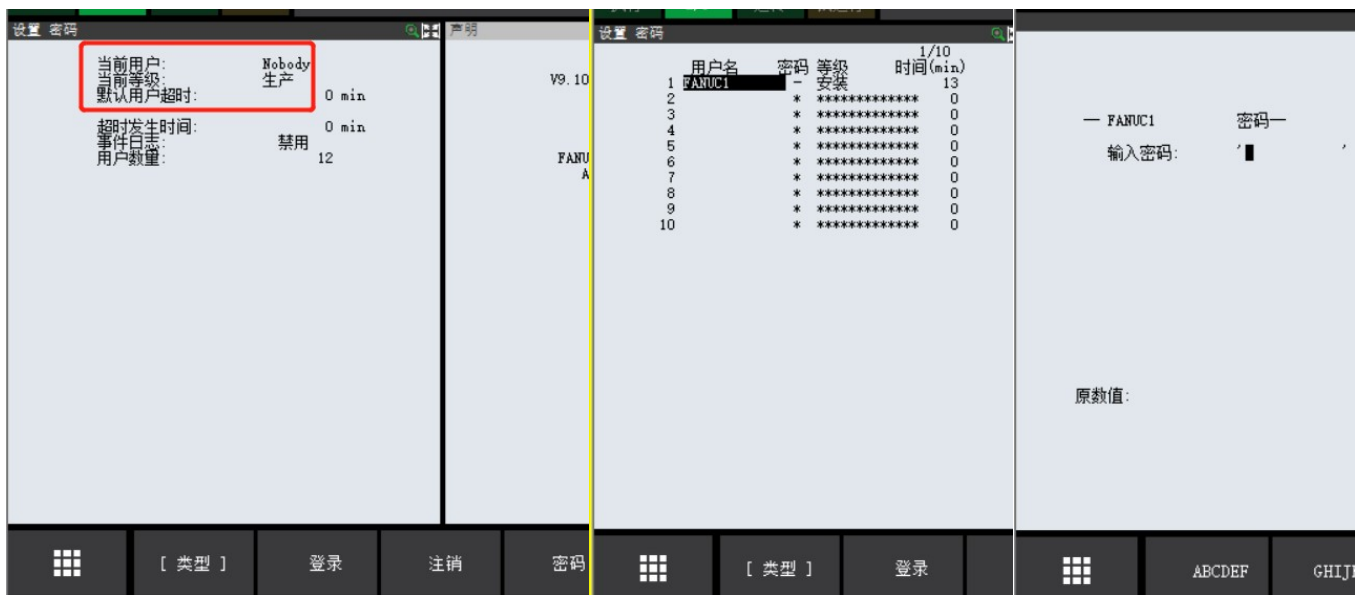 设置 密码
当前用户: Nobody
当前等级: 生产
默认用户超时: 0 min
超时发生时间: 0 min
事件日志: 禁用
用户数量: 12
[ 类型 ]
登录
注销
密码
声明
V9.10
FANU
A
设置 密码
1/10
用户名 密码 等级 时间(min)
1 FANUC1 - 安装 13
2 * ************* 0
3 * ************* 0
4 * ************* 0
5 * ************* 0
6 * ************* 0
7 * ************* 0
8 * ************* 0
9 * ************* 0
10 * ************* 0
[ 类型 ]
登录
— FANUC1 密码—
输入密码: ' '
原数值:
ABCDEF